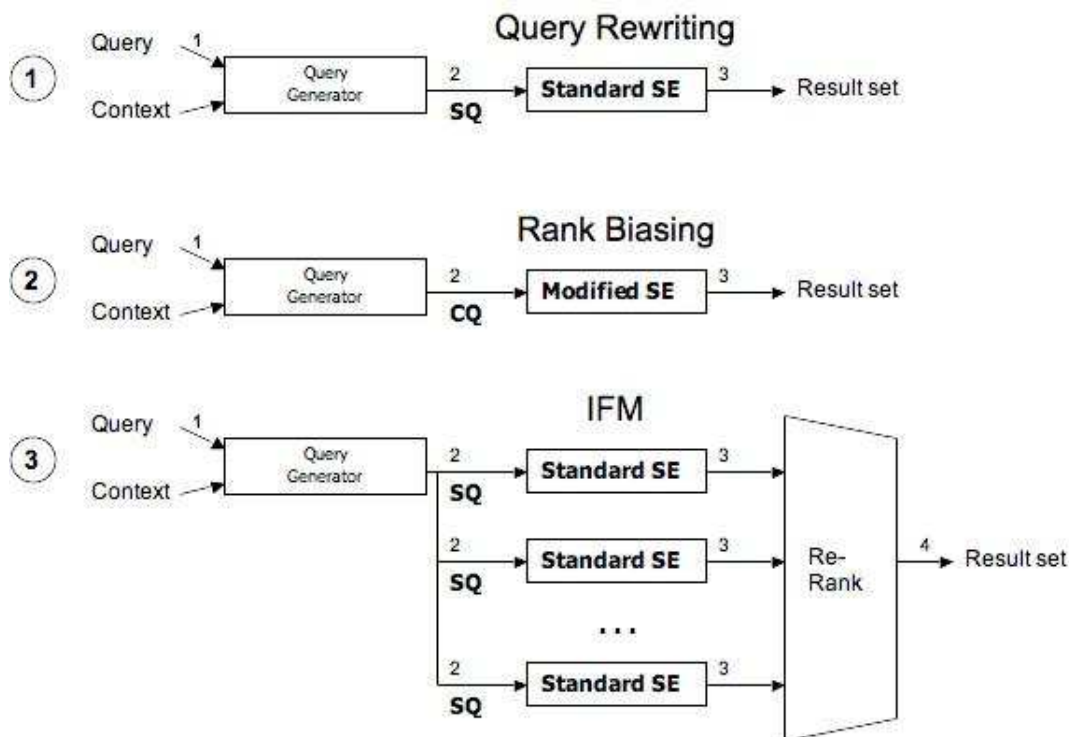 Query Rewriting
1
Query
1
Context
Query
Generator
2
SQ
Standard SE
3
Result set
Rank Biasing
2
Query
1
Context
Query
Generator
2
CQ
Modified SE
3
Result set
IFM
3
Query
1
Context
Query
Generator
2
SQ
Standard SE
3
2
SQ
Standard SE
3
...
2
SQ
Standard SE
3
Re-
Rank
4
Result set